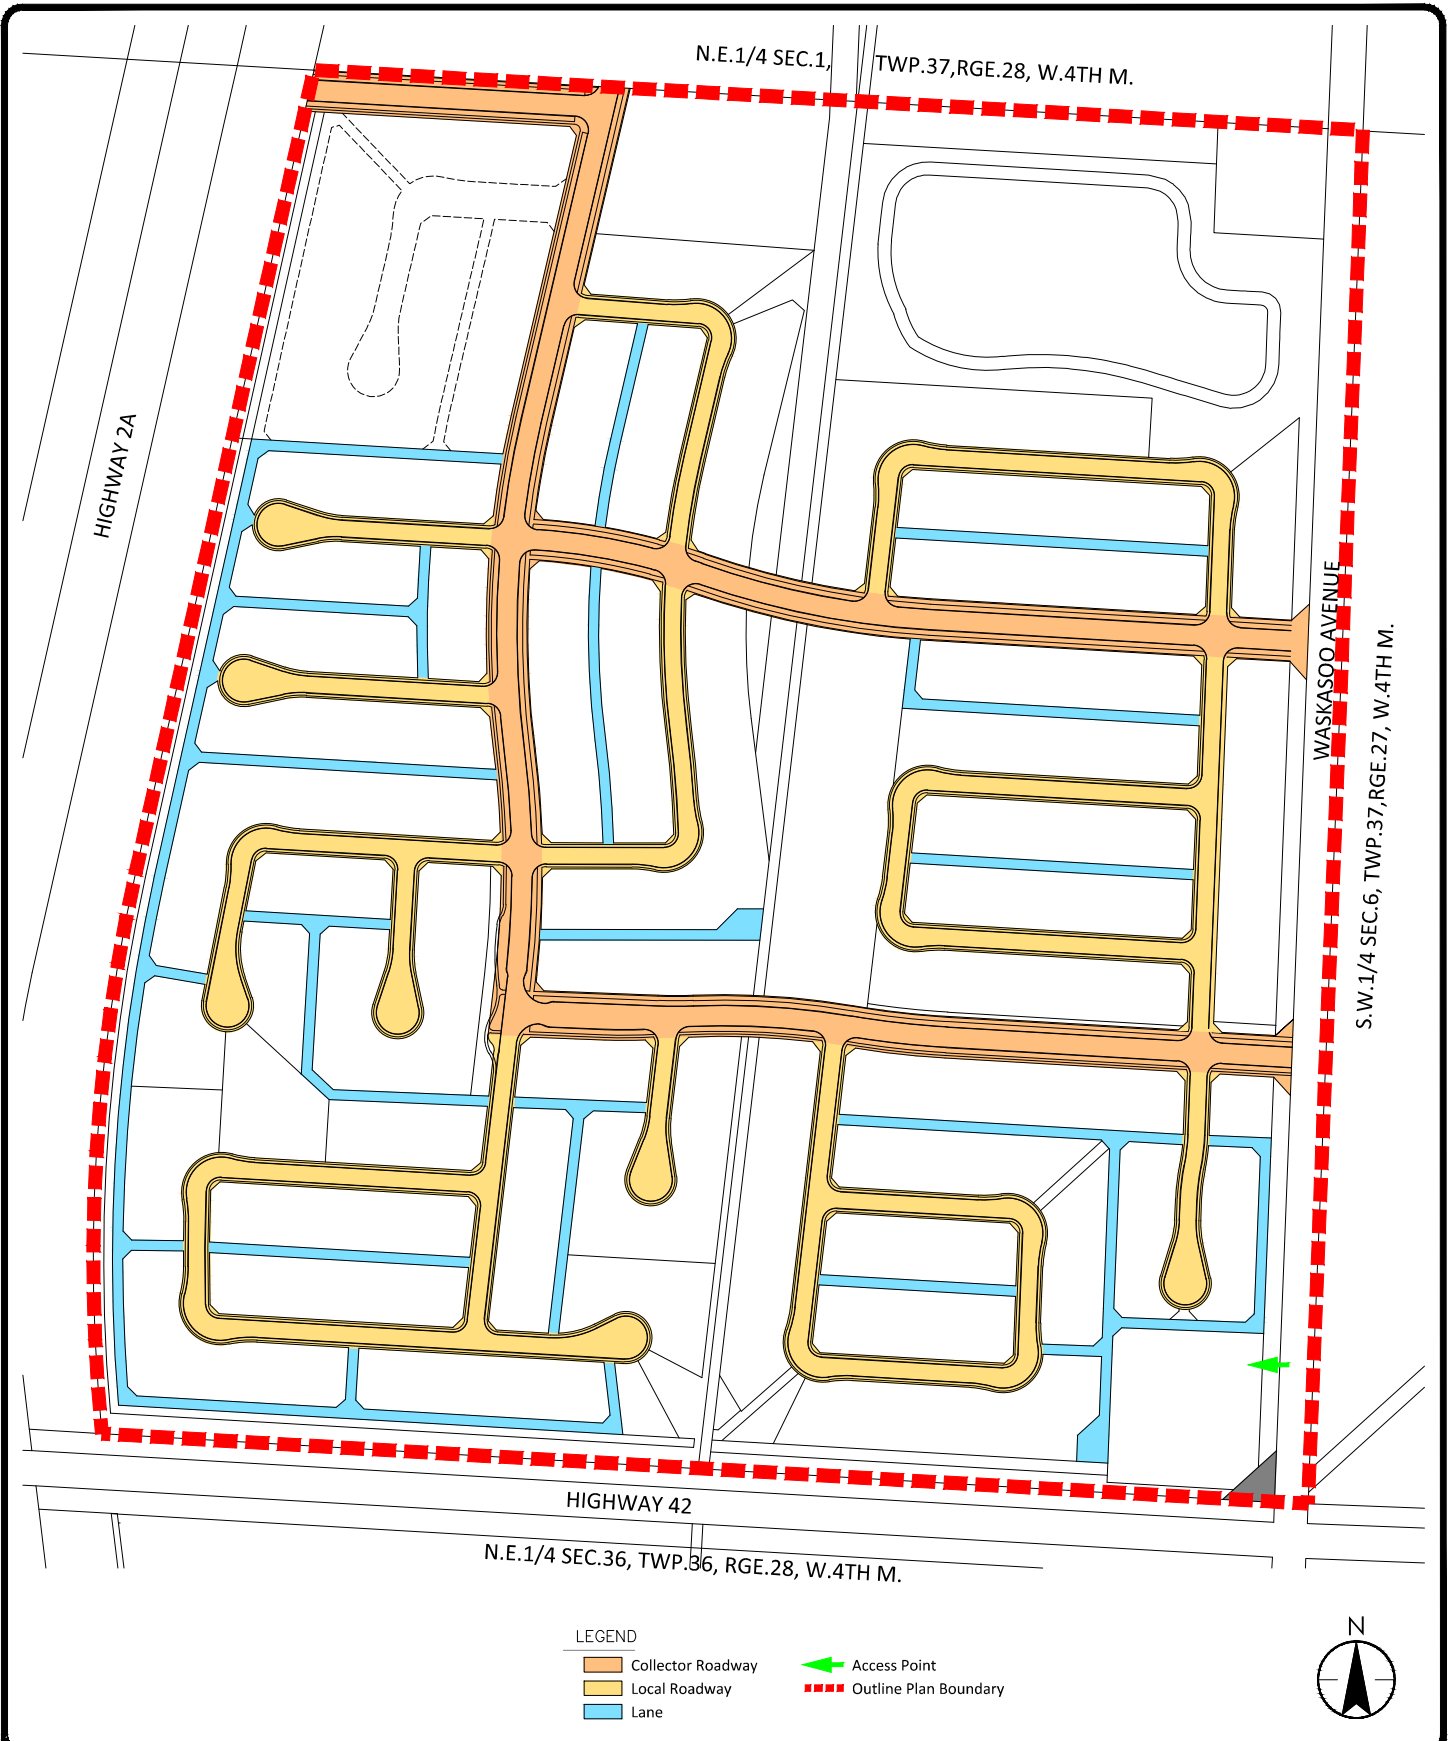 N.E.1/4 SEC.1, TWP.37,RGE.28, W.4TH M.
HIGHWAY 2A
WASKASOO AVENUE
S.W.1/4 SEC.6, TWP.37,RGE.27, W.4TH M.
HIGHWAY 42
N.E.1/4 SEC.36, TWP.36, RGE.28, W.4TH M.
LEGEND
Collector Roadway
Local Roadway
Lane
Access Point
Outline Plan Boundary
N